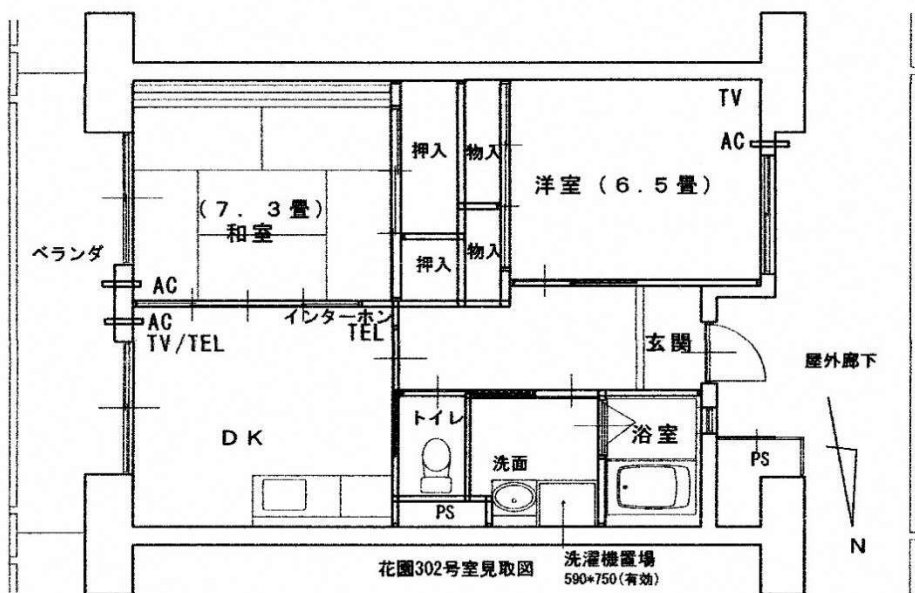 TV
AC
押入
物入
洋室（6.5畳）
（7.3畳）
和室
ベランダ
押入
物入
AC
AC
インターホン
TV/TEL
TEL
玄関
屋外廊下
トイレ
DK
浴室
洗面
PS
PS
N
花園302号室見取図
洗濯機置場
590*750(有効)